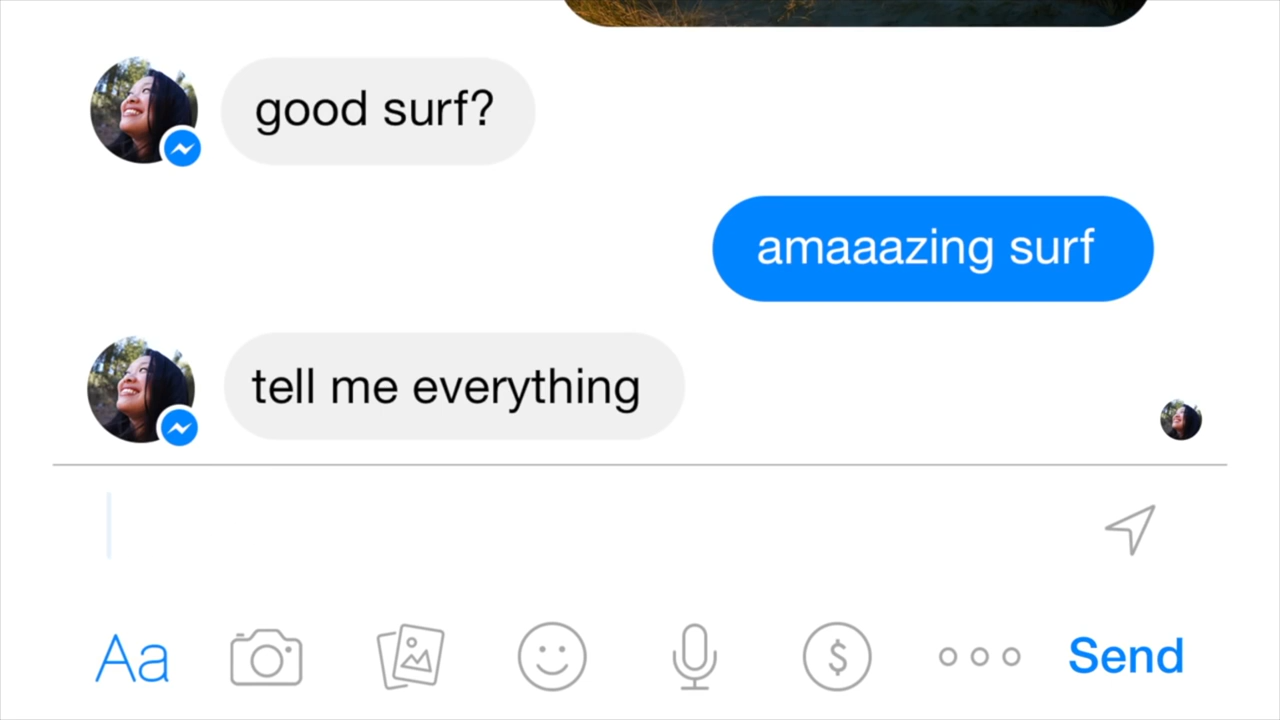 good surf?
amaaazing surf
tell me everything
Aa
$
Send